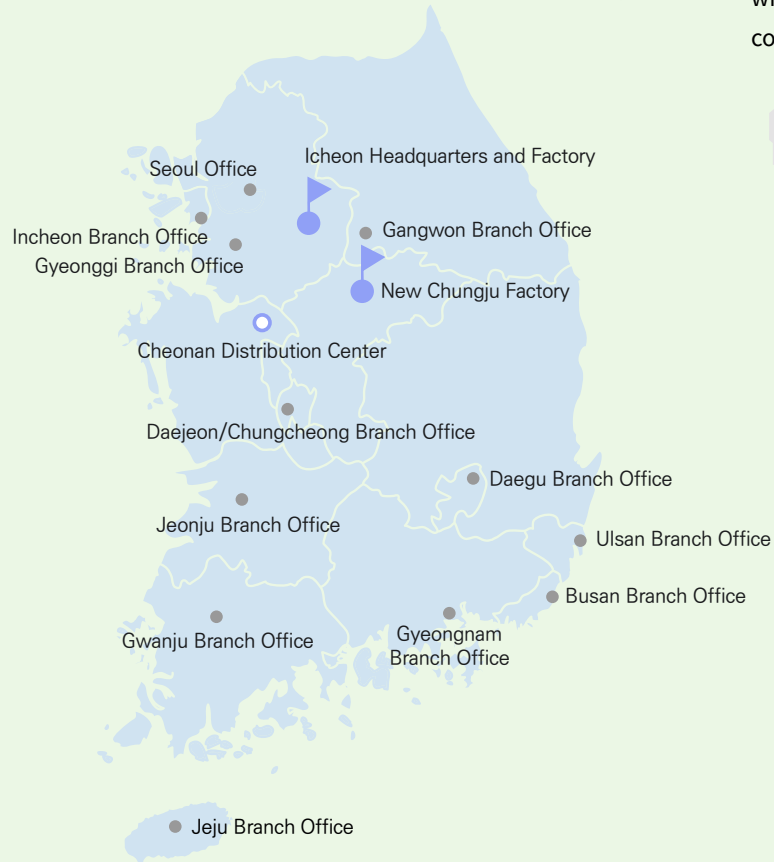 Icheon Headquarters and Factory
Seoul Office
Incheon Branch Office
Gangwon Branch Office
Gyeonggi Branch Office
New Chungju Factory
Cheonan Distribution Center
Daejeon/Chungcheong Branch Office
Daegu Branch Office
Jeonju Branch Office
Ulsan Branch Office
Busan Branch Office
Gwanju Branch Office
Gyeongnam
Branch Office
Jeju Branch Office